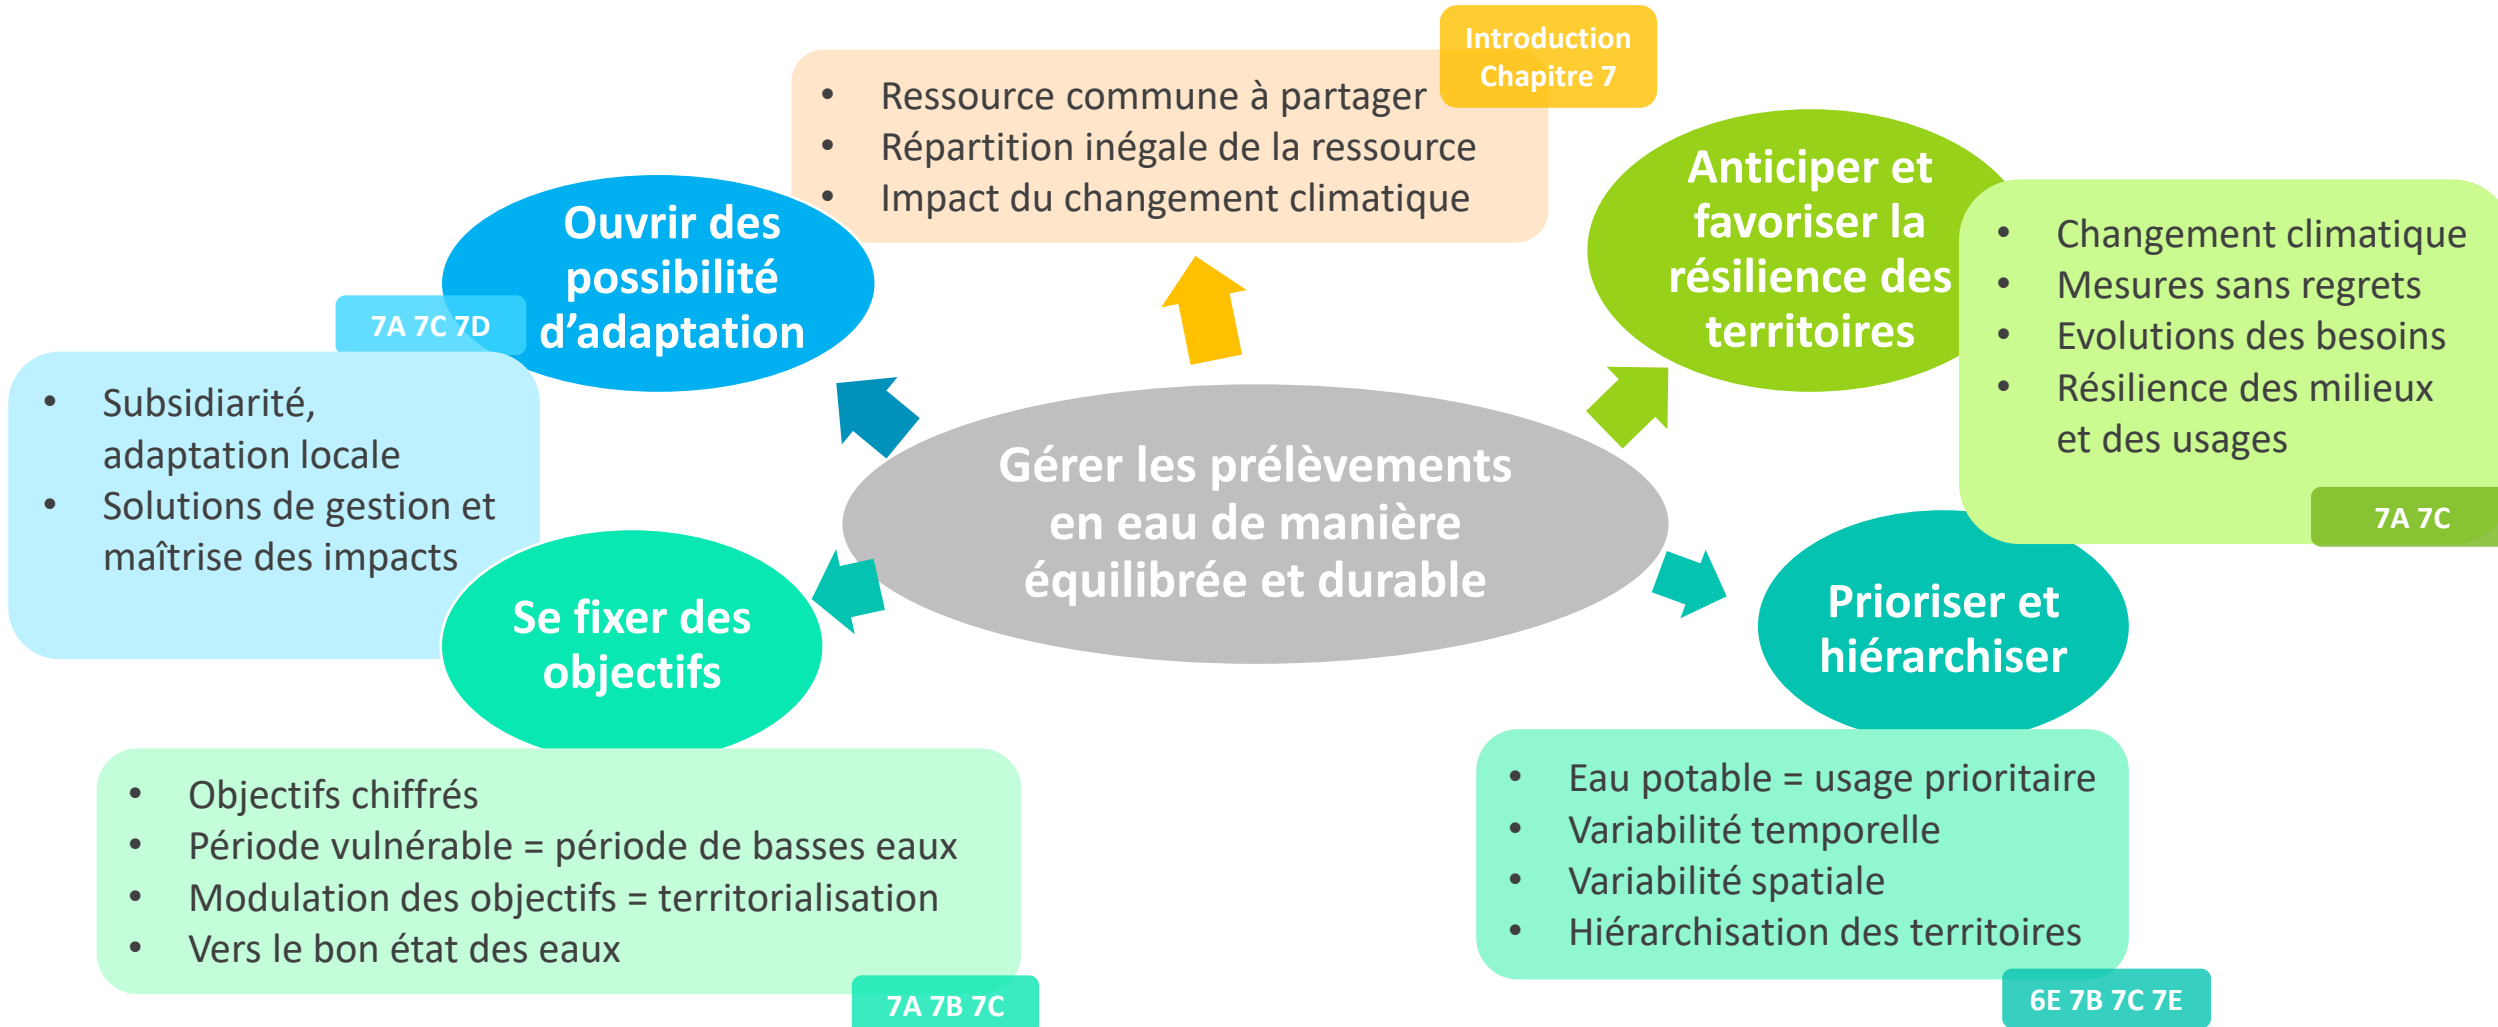 Introduction
Chapitre 7
• Ressource commune à partager
• Répartition inégale de la ressource
• Impact du changement climatique
Ouvrir des
possibilité
d’adaptation
7A 7C 7D
• Subsidiarité,
adaptation locale
• Solutions de gestion et
maîtrise des impacts
Anticiper et
favoriser la
résilience des
territoires
• Changement climatique
• Mesures sans regrets
• Evolutions des besoins
• Résilience des milieux
et des usages
7A 7C
Gérer les prélèvements
en eau de manière
équilibrée et durable
Se fixer des
objectifs
• Objectifs chiffrés
• Période vulnérable = période de basses eaux
• Modulation des objectifs = territorialisation
• Vers le bon état des eaux
7A 7B 7C
Prioriser et
hiérarchiser
• Eau potable = usage prioritaire
• Variabilité temporelle
• Variabilité spatiale
• Hiérarchisation des territoires
6E 7B 7C 7E